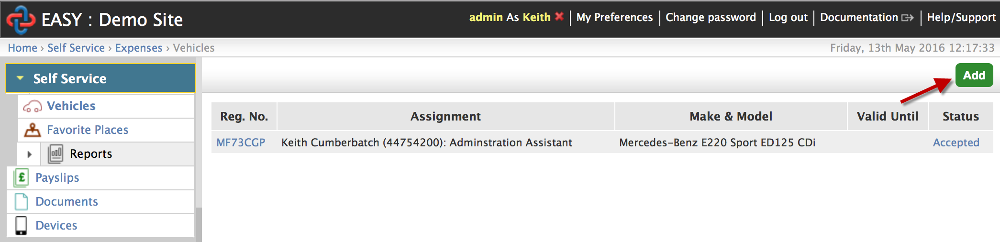 EASY : Demo Site
admin As Keith ✖ | My Preferences | Change password | Log out | Documentation | Help/Support
Home › Self Service › Expenses › Vehicles
Friday, 13th May 2016 12:17:33
Self Service
Vehicles
Favorite Places
Reports
Payslips
Documents
Devices
Add
Reg. No. Assignment Make & Model Valid Until Status
MF73CGP Keith Cumberbatch (44754200): Adminstration Assistant Mercedes-Benz E220 Sport ED125 CDi Accepted